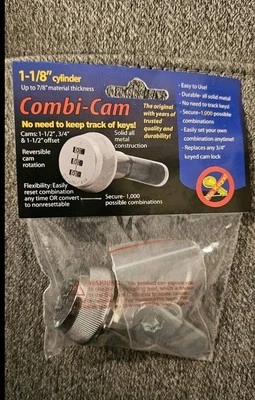 1-1/8" cylinder
Up to 7/8" material thickness
Combi-Cam
No need to keep track of keys!
Cams: 1-1/2", 3/4"
& 1-1/2" offset
Solid all
metal
construction
The original
with years of
trusted
quality and
durability!
Reversible
cam
rotation
Flexibility: Easily
reset combination
any time OR convert
to nonresettable
Secure- 1,000
possible combinations
- Easy to Use!
- Durable- all solid metal
- No need to track keys!
- Secure-1,000 possible
combinations
- Easily set your own
combination anytime!
- Replaces any 3/4"
keyed cam lock
WARNING: